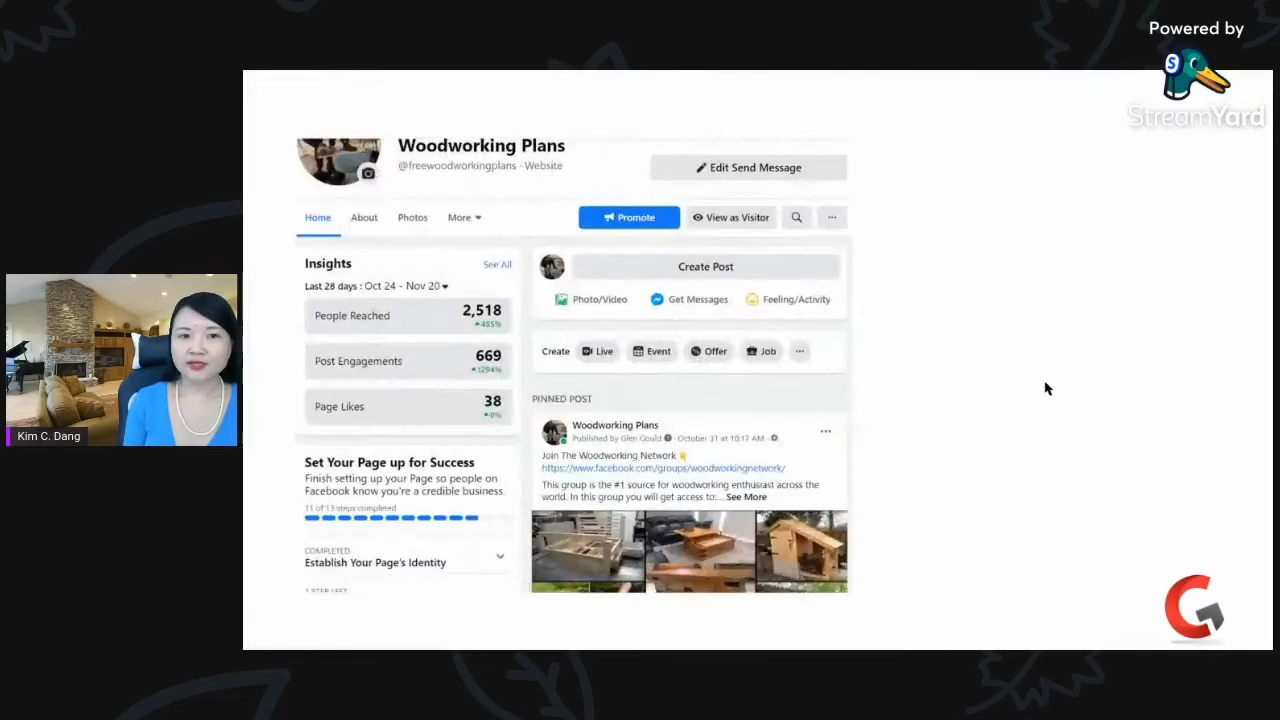 Powered by
StreamYard
Woodworking Plans
@freewoodworkingplans · Website
Edit Send Message
Home About Photos More
Promote View as Visitor
Insights See All
Last 28 days : Oct 24 - Nov 20
People Reached 2,518
455%
Post Engagements 669
1294%
Page Likes 38
0%
Set Your Page up for Success
Finish setting up your Page so people on
Facebook know you're a credible business.
11 of 13 steps completed
COMPLETED
Establish Your Page's Identity
1 STEP LEFT
Create Post
Photo/Video Get Messages Feeling/Activity
Create Live Event Offer Job
PINNED POST
Woodworking Plans
Published by Glen Gould · October 31 at 10:17 AM ·
Join The Woodworking Network 👇
https://www.facebook.com/groups/woodworkingnetwork/
This group is the #1 source for woodworking enthusiast across the
world. In this group you will get access to:... See More
Kim C. Dang